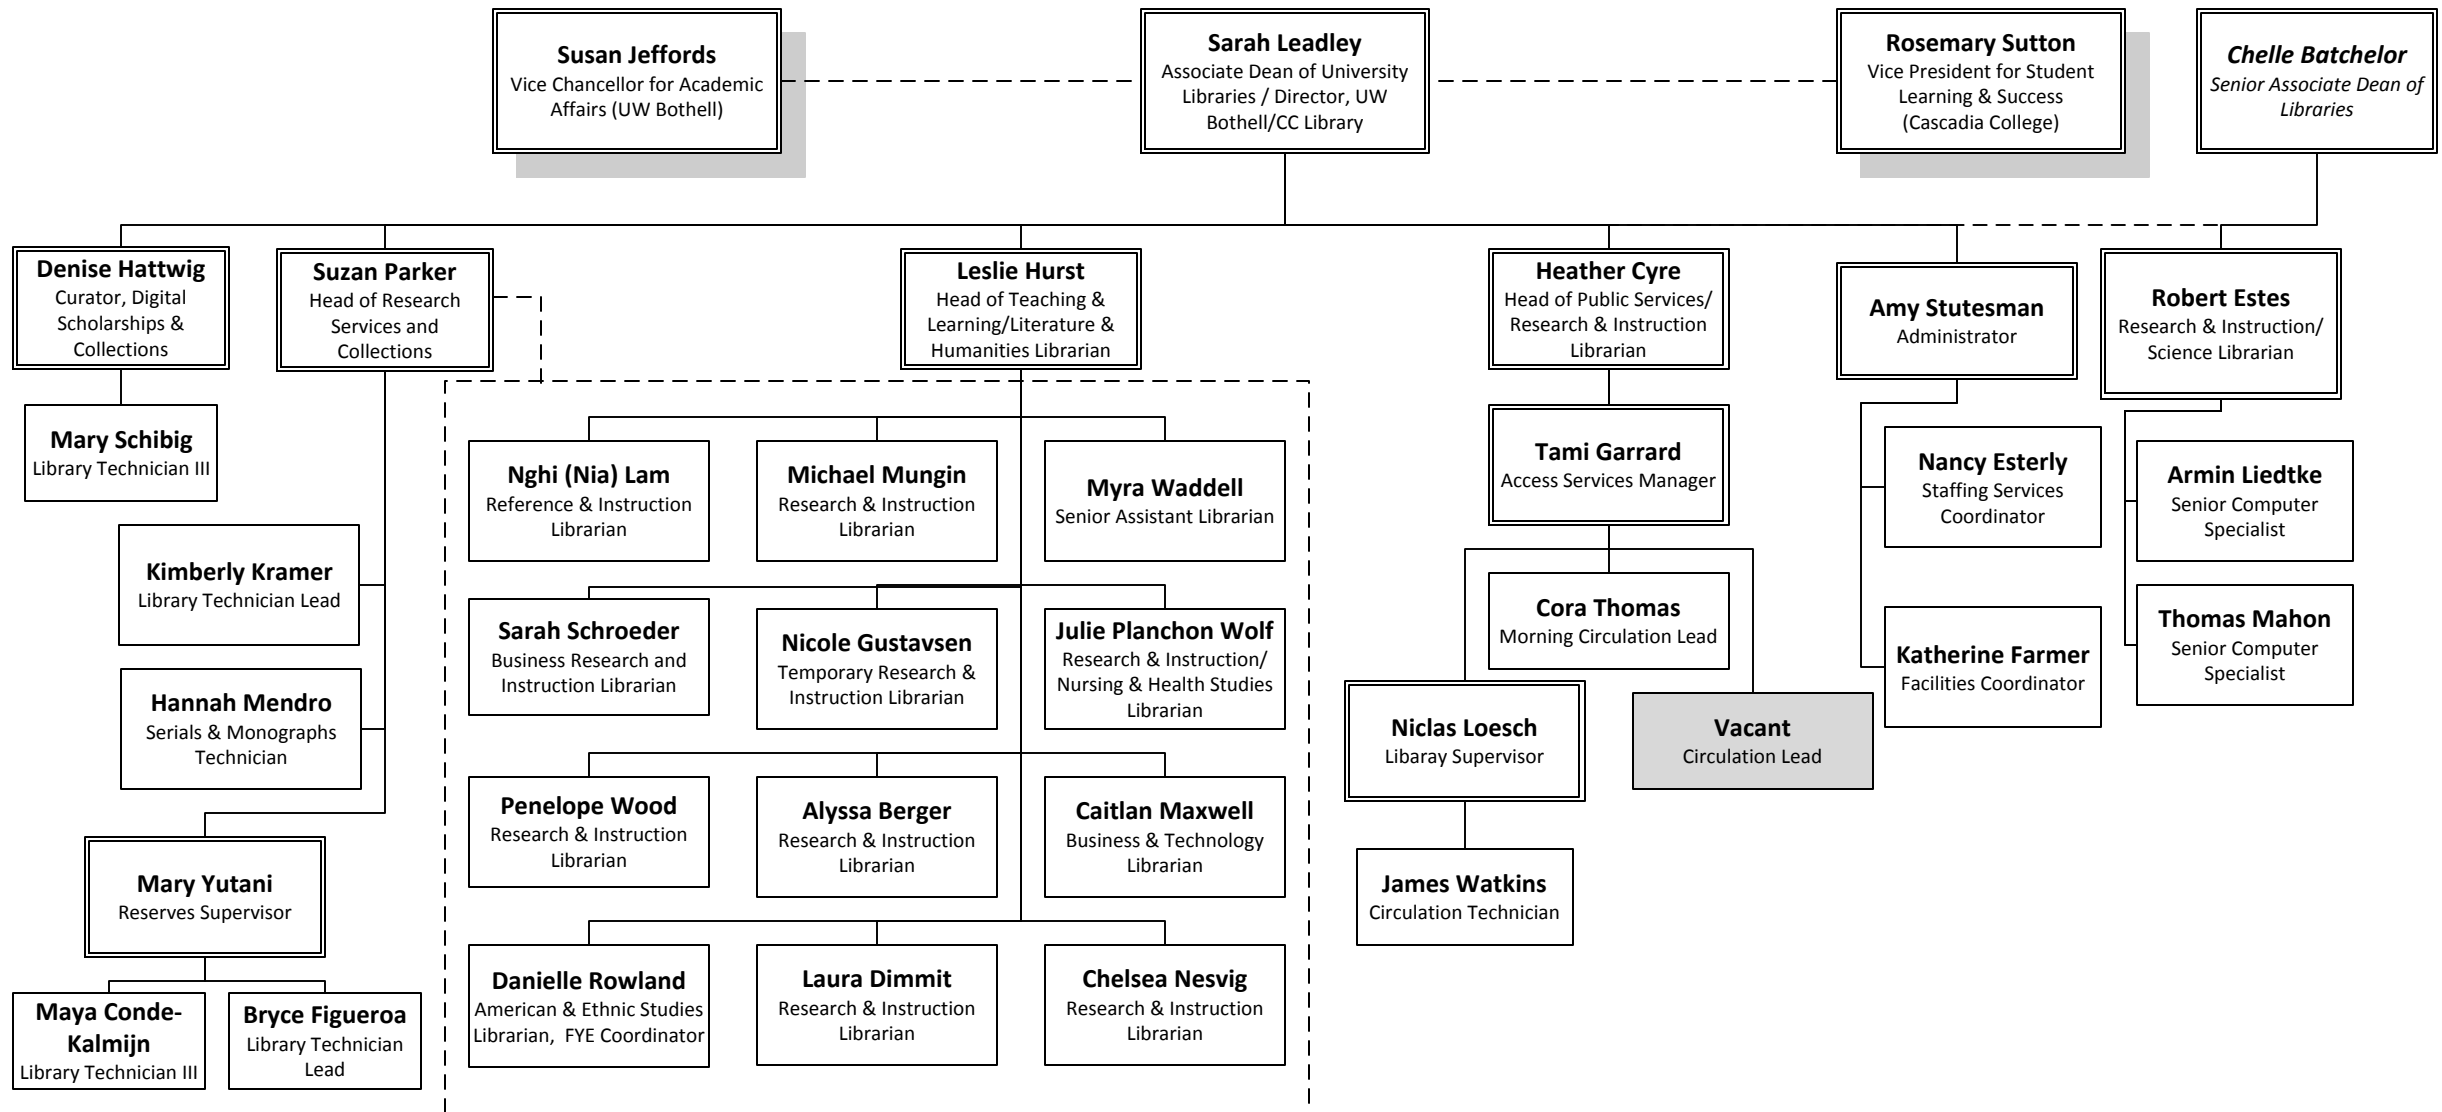 Susan Jeffords
Vice Chancellor for Academic
Affairs (UW Bothell)
Sarah Leadley
Associate Dean of University
Libraries / Director, UW
Bothell/CC Library
Rosemary Sutton
Vice President for Student
Learning & Success
(Cascadia College)
Chelle Batchelor
Senior Associate Dean of
Libraries
Denise Hattwig
Curator, Digital
Scholarships &
Collections
Suzan Parker
Head of Research
Services and
Collections
Leslie Hurst
Head of Teaching &
Learning/Literature &
Humanities Librarian
Heather Cyre
Head of Public Services/
Research & Instruction
Librarian
Amy Stutesman
Administrator
Robert Estes
Research & Instruction/
Science Librarian
Mary Schibig
Library Technician III
Kimberly Kramer
Library Technician Lead
Hannah Mendro
Serials & Monographs
Technician
Mary Yutani
Reserves Supervisor
Maya Conde-
Kalmijn
Library Technician III
Bryce Figueroa
Library Technician
Lead
Nghi (Nia) Lam
Reference & Instruction
Librarian
Michael Mungin
Research & Instruction
Librarian
Myra Waddell
Senior Assistant Librarian
Sarah Schroeder
Business Research and
Instruction Librarian
Nicole Gustavsen
Temporary Research &
Instruction Librarian
Julie Planchon Wolf
Research & Instruction/
Nursing & Health Studies
Librarian
Penelope Wood
Research & Instruction
Librarian
Alyssa Berger
Research & Instruction
Librarian
Caitlan Maxwell
Business & Technology
Librarian
Danielle Rowland
American & Ethnic Studies
Librarian,  FYE Coordinator
Laura Dimmit
Research & Instruction
Librarian
Chelsea Nesvig
Research & Instruction
Librarian
Tami Garrard
Access Services Manager
Cora Thomas
Morning Circulation Lead
Niclas Loesch
Libaray Supervisor
Vacant
Circulation Lead
James Watkins
Circulation Technician
Nancy Esterly
Staffing Services
Coordinator
Katherine Farmer
Facilities Coordinator
Armin Liedtke
Senior Computer
Specialist
Thomas Mahon
Senior Computer
Specialist